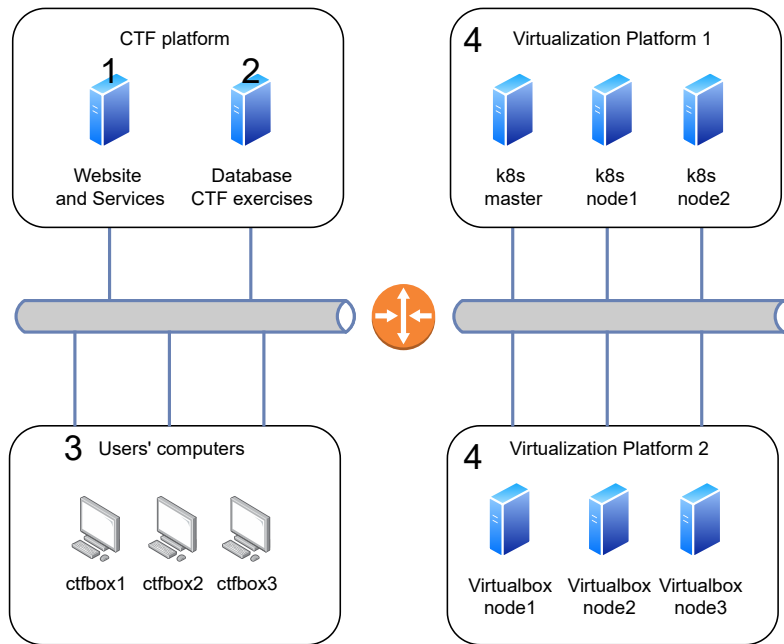 CTF platform
1
2
Website
and Services
Database
CTF exercises
4
Virtualization Platform 1
k8s
master
k8s
node1
k8s
node2
3
Users' computers
ctfbox1
ctfbox2
ctfbox3
4
Virtualization Platform 2
Virtualbox
node1
Virtualbox
node2
Virtualbox
node3